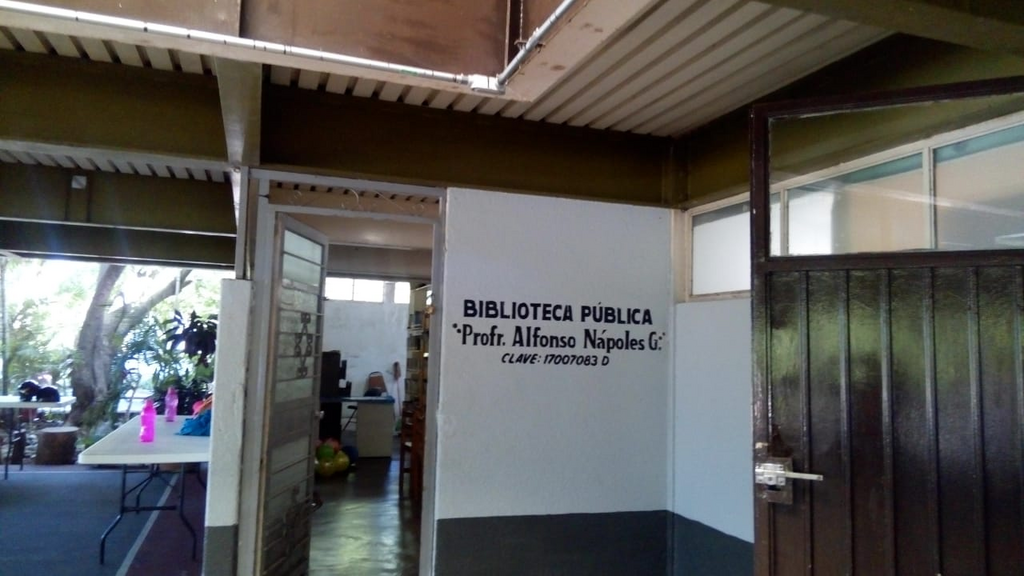 BIBLIOTECA PÚBLICA
"Profr. Alfonso Nápoles G."
CLAVE: 17007083 D